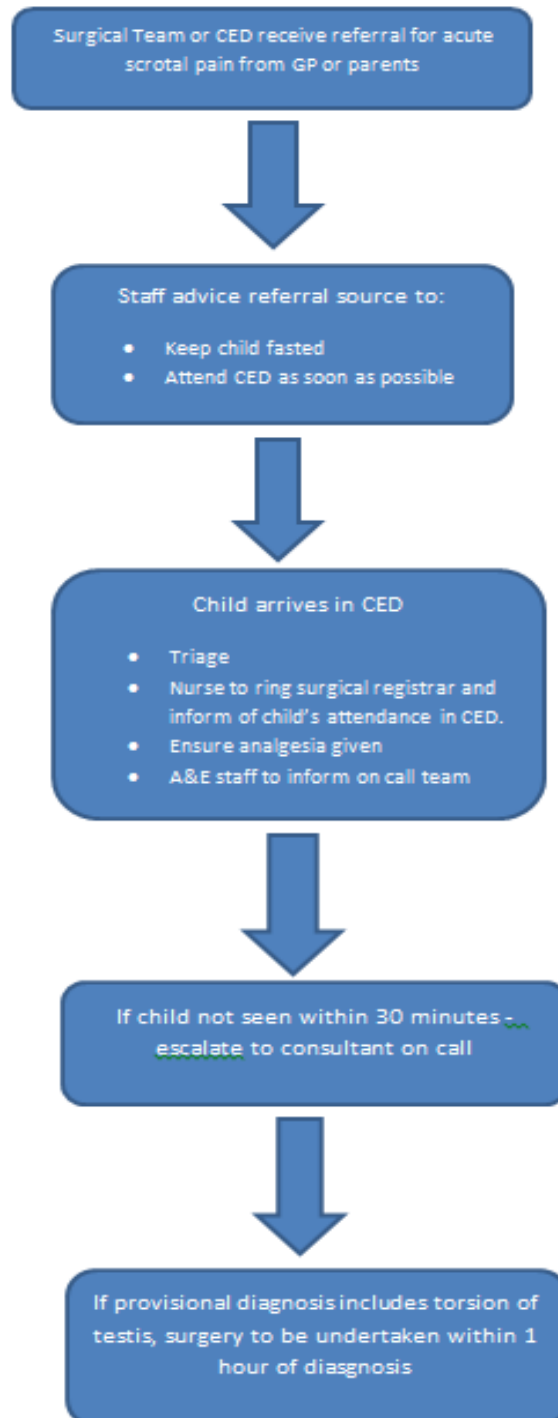 Surgical Team or CED receive referral for acute
scrotal pain from GP or parents
Staff advice referral source to:
• Keep child fasted
• Attend CED as soon as possible
Child arrives in CED
• Triage
• Nurse to ring surgical registrar and
inform of child's attendance in CED.
• Ensure analgesia given
• A&E staff to inform on call team
If child not seen within 30 minutes -
escalate to consultant on call
If provisional diagnosis includes torsion of
testis, surgery to be undertaken within 1
hour of diasgnosis